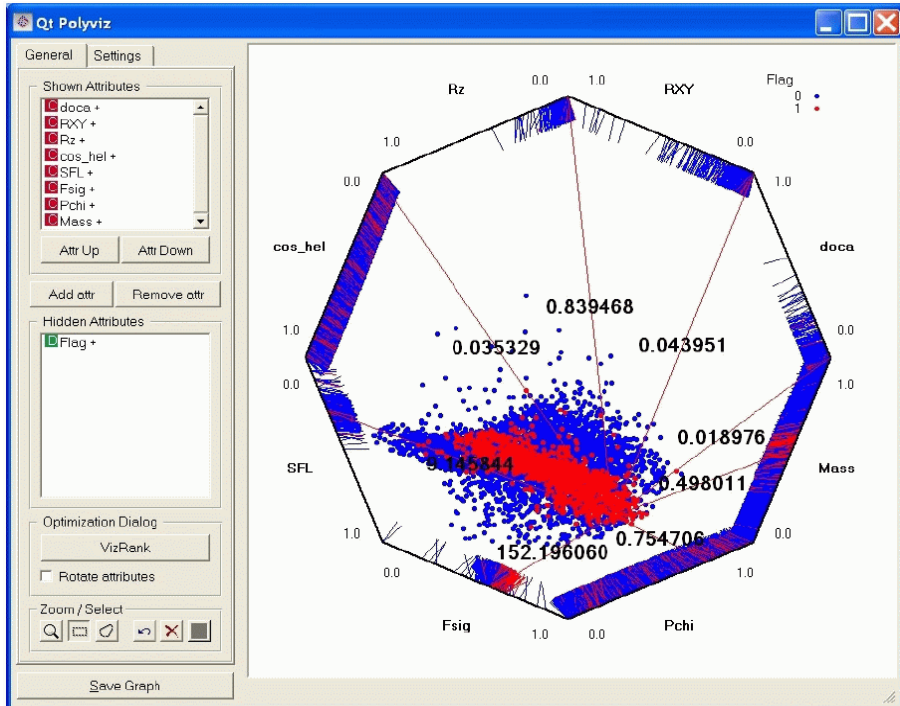 Qt Polyviz
General
Settings
Shown Attributes
C doca +
C RXY +
C Rz +
C cos_hel +
C SFL +
C Fsig +
C Pchi +
C Mass +
Attr Up
Attr Down
Add attr
Remove attr
Hidden Attributes
D Flag +
Optimization Dialog
VizRank
Rotate attributes
Zoom / Select
Save Graph
Flag
0
1
Rz
0.0
1.0
RXY
1.0
0.0
0.0
1.0
cos_hel
doca
0.839468
0.035329
0.043951
1.0
0.0
0.0
1.0
0.018976
SFL
9.145844
0.498011
Mass
1.0
0.754706
0.0
152.196060
0.0
1.0
Fsig
1.0
0.0
Pchi